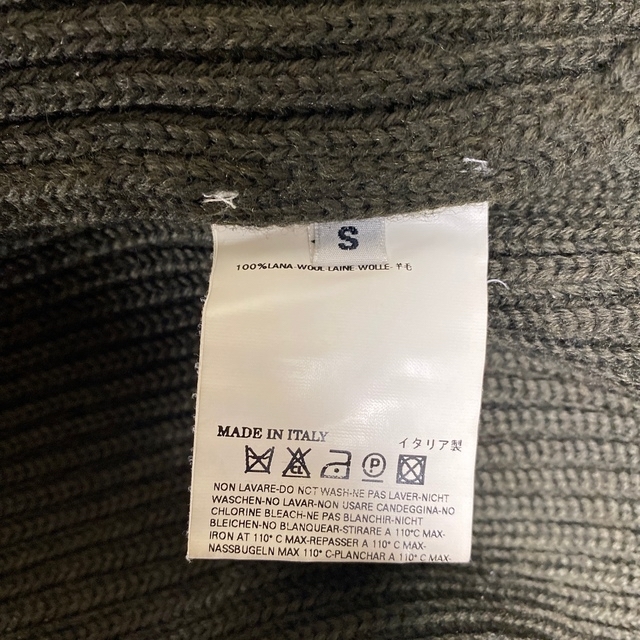 S
100%LANA-WOOL-LAINE WOLLE-羊毛
MADE IN ITALY
イタリア製
NON LAVARE-DO NOT WASH-NE PAS LAVER-NICHT
WASCHEN-NO LAVAR-NON USARE CANDEGGINA-NO
CHLORINE BLEACH-NE PAS BLANCHIR-NICHT
BLEICHEN-NO BLANQUEAR-STIRARE A 110°C MAX-
IRON AT 110° C MAX-REPASSER A 110° C MAX-
NASSBUGELN MAX 110° C-PLANCHAR A 110° C MAX-